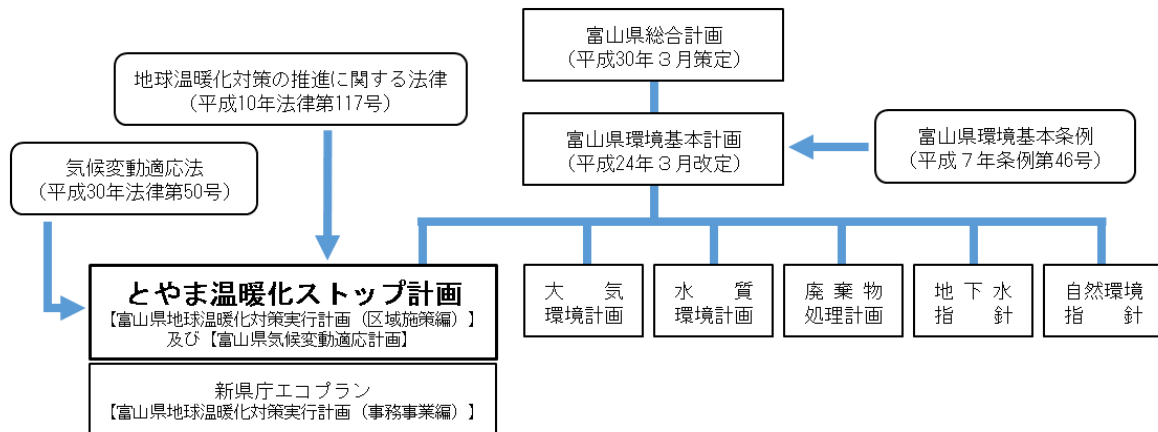 富山県総合計画
（平成30年３月策定）
地球温暖化対策の推進に関する法律
（平成10年法律第117号）
富山県環境基本計画
（平成24年３月改定）
富山県環境基本条例
（平成７年条例第46号）
気候変動適応法
（平成30年法律第50号）
とやま温暖化ストップ計画
【富山県地球温暖化対策実行計画（区域施策編）】
及び【富山県気候変動適応計画】
大気
環境計画
水質
環境計画
廃棄物
処理計画
地下水
指針
自然環境
指針
新県庁エコプラン
【富山県地球温暖化対策実行計画（事務事業編）】